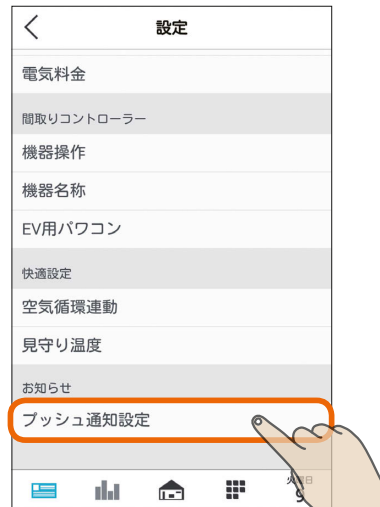 設定
電気料金
間取りコントローラー
機器操作
機器名称
EV用パワコン
快適設定
空気循環連動
見守り温度
お知らせ
プッシュ通知設定